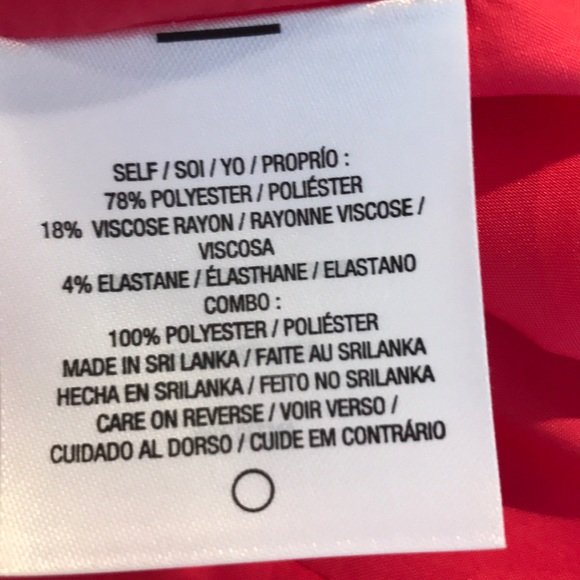 SELF / SOI / YO / PROPRÍO :
78% POLYESTER / POLIÉSTER
18% VISCOSE RAYON / RAYONNE VISCOSE /
VISCOSA
4% ELASTANE / ÉLASTHANE / ELASTANO
COMBO :
100% POLYESTER / POLIÉSTER
MADE IN SRI LANKA / FAITE AU SRILANKA
HECHA EN SRILANKA / FEITO NO SRILANKA
CARE ON REVERSE / VOIR VERSO /
CUIDADO AL DORSO / CUIDE EM CONTRÁRIO